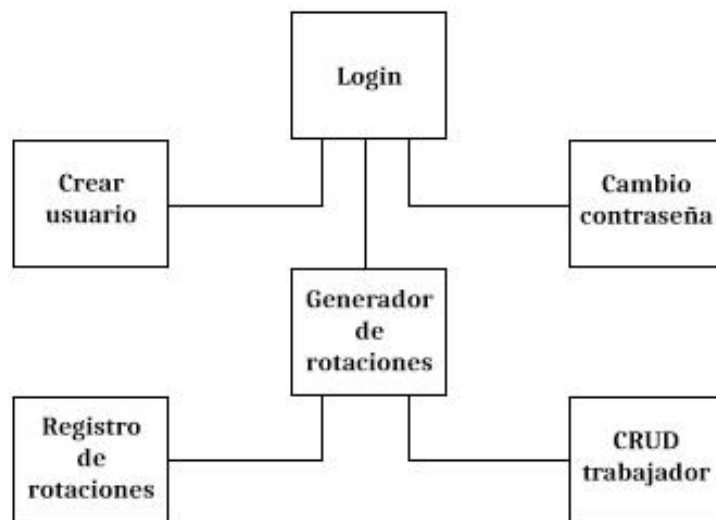 Login
Crear
usuario
Cambio
contraseña
Generador
de
rotaciones
Registro
de
rotaciones
CRUD
trabajador